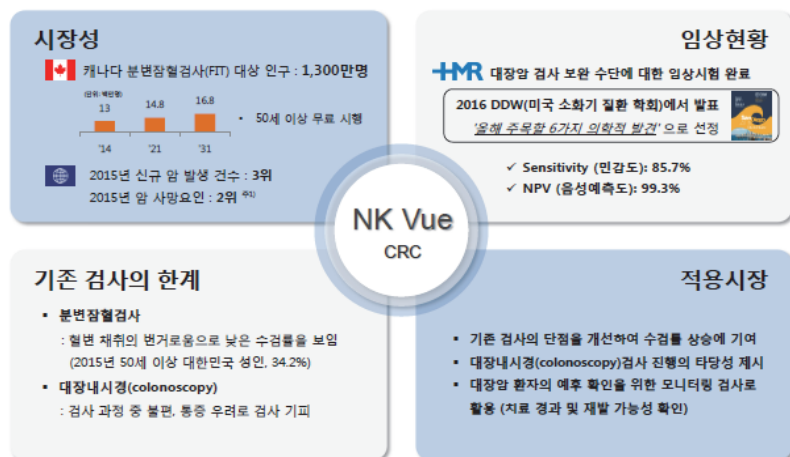 시장성
캐나다 분변잠혈검사(FIT) 대상 인구 : 1,300만명
(단위: 백만명)
13 14.8 16.8
'14 '21 '31
• 50세 이상 무료 시행
2015년 신규 암 발생 건수 : 3위
2015년 암 사망요인 : 2위 주1)
임상현황
HMR 대장암 검사 보완 수단에 대한 임상시험 완료
2016 DDW(미국 소화기 질환 학회)에서 발표
'올해 주목할 6가지 의학적 발견' 으로 선정
✓ Sensitivity (민감도): 85.7%
✓ NPV (음성예측도): 99.3%
NK Vue
CRC
기존 검사의 한계
▪ 분변잠혈검사
: 혈변 채취의 번거로움으로 낮은 수검률을 보임
(2015년 50세 이상 대한민국 성인, 34.2%)
▪ 대장내시경(colonoscopy)
: 검사 과정 중 불편, 통증 우려로 검사 기피
적용시장
▪ 기존 검사의 단점을 개선하여 수검률 상승에 기여
▪ 대장내시경(colonoscopy)검사 진행의 타당성 제시
▪ 대장암 환자의 예후 확인을 위한 모니터링 검사로
활용 (치료 경과 및 재발 가능성 확인)